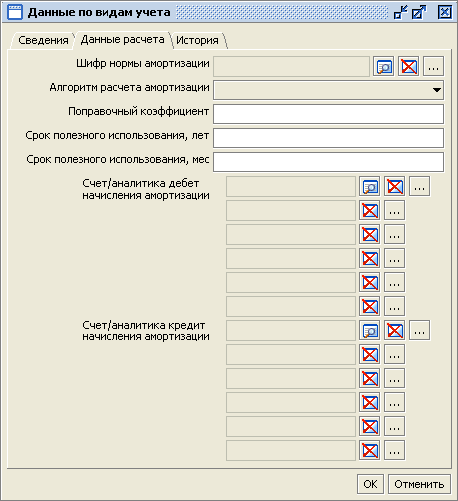 Данные по видам учета
Сведения Данные расчета История
Шифр нормы амортизации ...
Алгоритм расчета амортизации
Поправочный коэффициент
Срок полезного использования, лет
Срок полезного использования, мес
Счет/аналитика дебет
начисления амортизации
...
...
...
...
...
...
Счет/аналитика кредит
начисления амортизации
...
...
...
...
...
...
OK Отменить